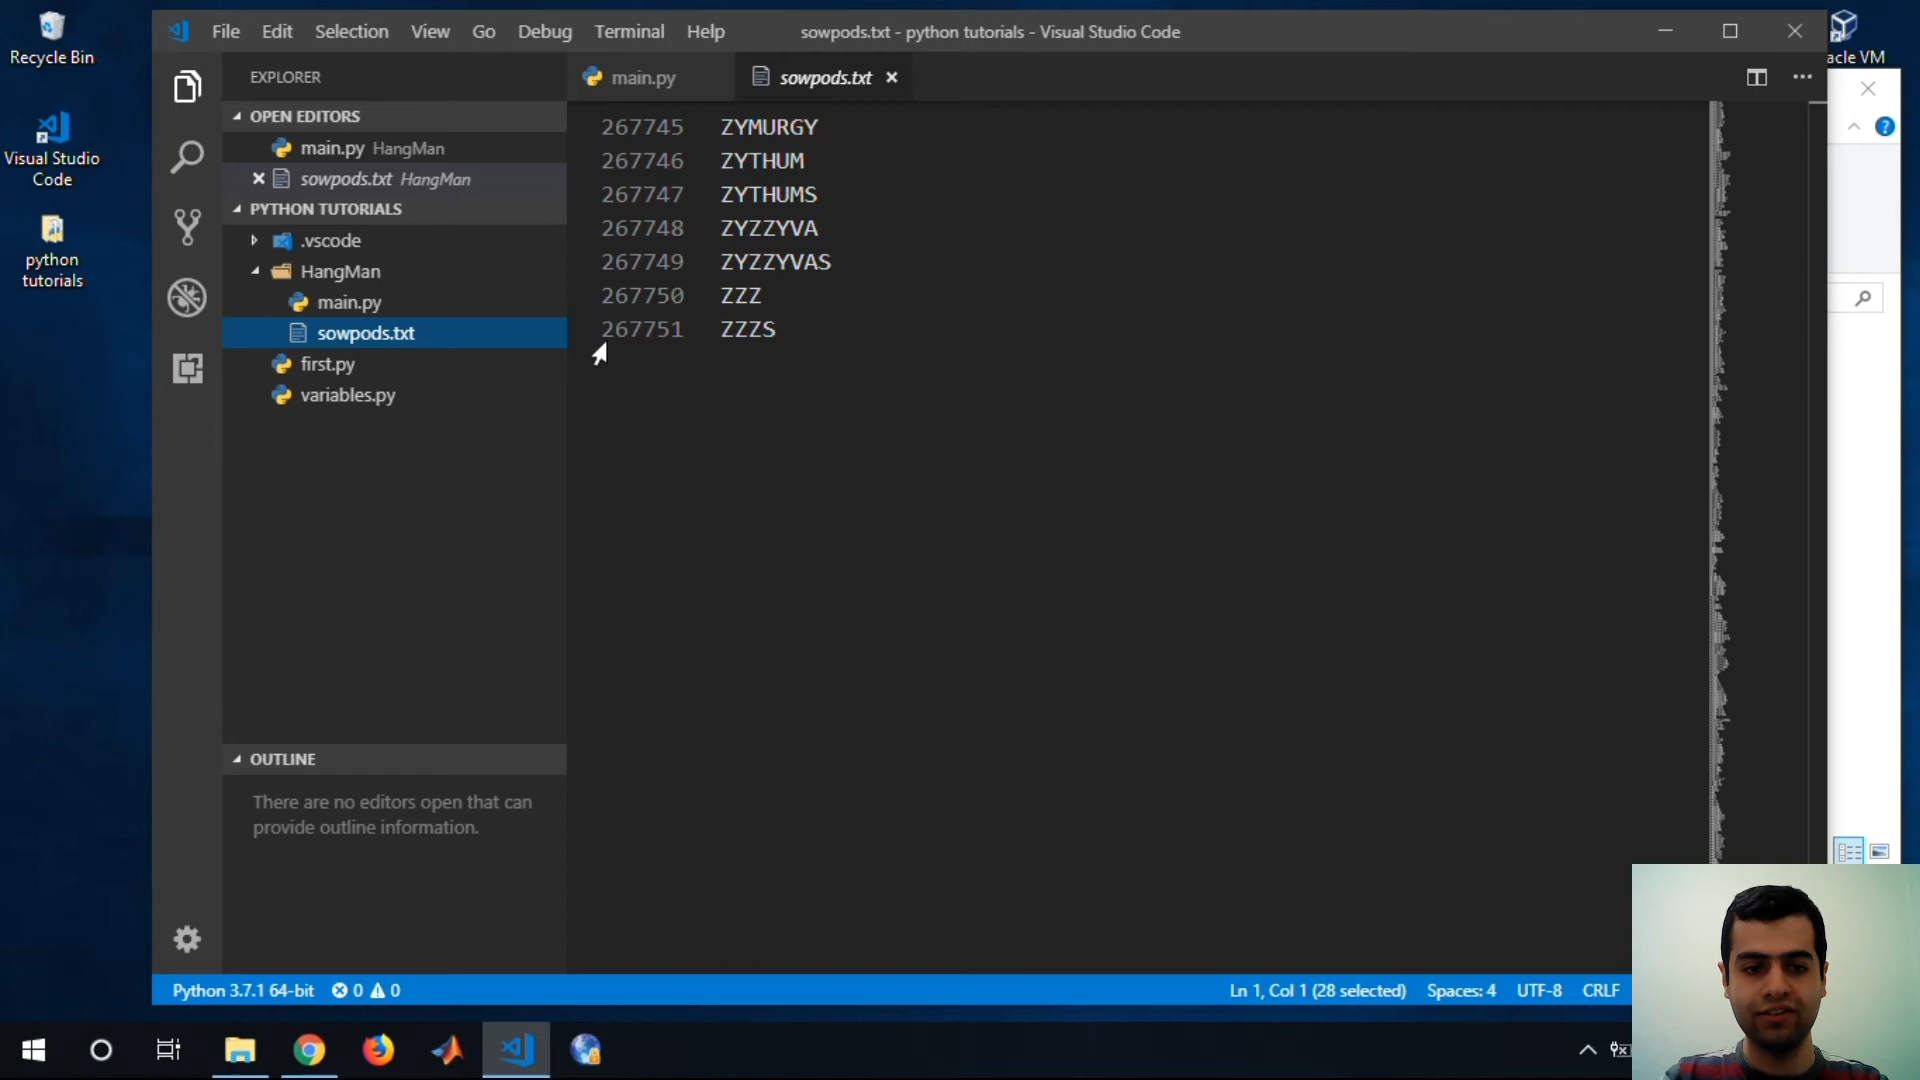 Recycle Bin
Visual Studio
Code
python
tutorials
File Edit Selection View Go Debug Terminal Help
sowpods.txt - python tutorials - Visual Studio Code
acle VM
EXPLORER
OPEN EDITORS
main.py HangMan
sowpods.txt HangMan
PYTHON TUTORIALS
.vscode
HangMan
main.py
sowpods.txt
first.py
variables.py
OUTLINE
There are no editors open that can
provide outline information.
main.py
sowpods.txt
267745 ZYMURGY
267746 ZYTHUM
267747 ZYTHUMS
267748 ZYZZYVA
267749 ZYZZYVAS
267750 ZZZ
267751 ZZZS
Python 3.7.1 64-bit 0 0
Ln 1, Col 1 (28 selected) Spaces: 4 UTF-8 CRLF